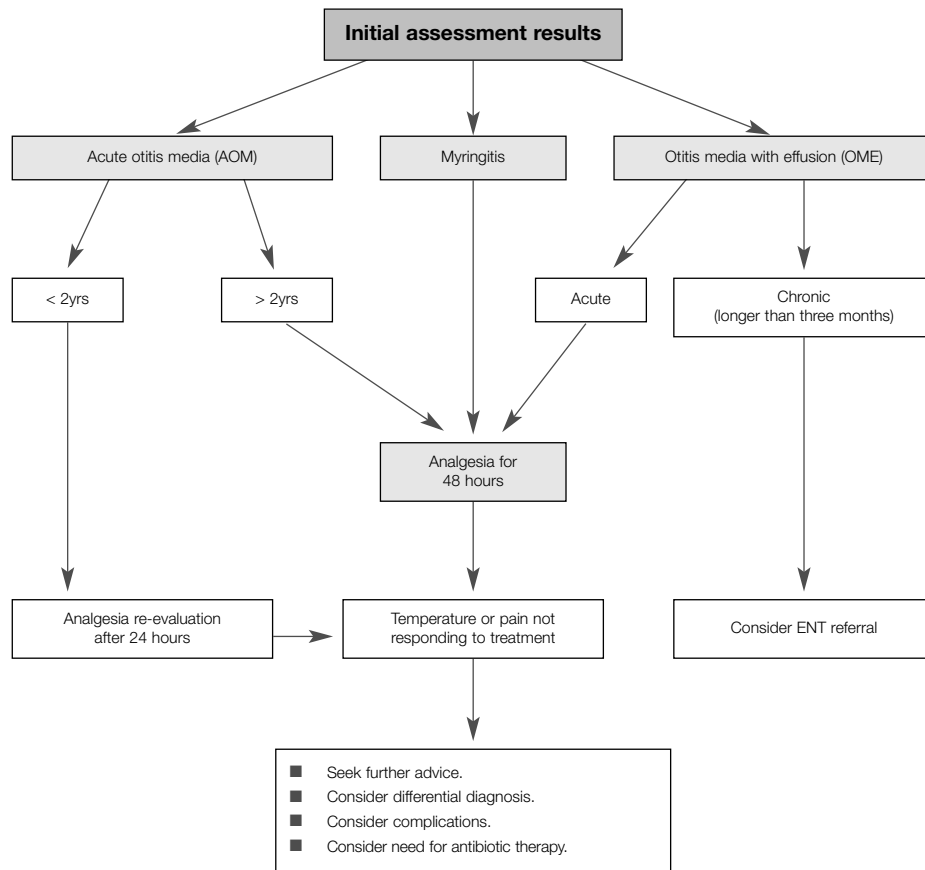 Initial assessment results
Acute otitis media (AOM)
Myringitis
Otitis media with effusion (OME)
< 2yrs
> 2yrs
Acute
Chronic
(longer than three months)
Analgesia for
48 hours
Analgesia re-evaluation
after 24 hours
Temperature or pain not
responding to treatment
Consider ENT referral
■ Seek further advice.
■ Consider differential diagnosis.
■ Consider complications.
■ Consider need for antibiotic therapy.